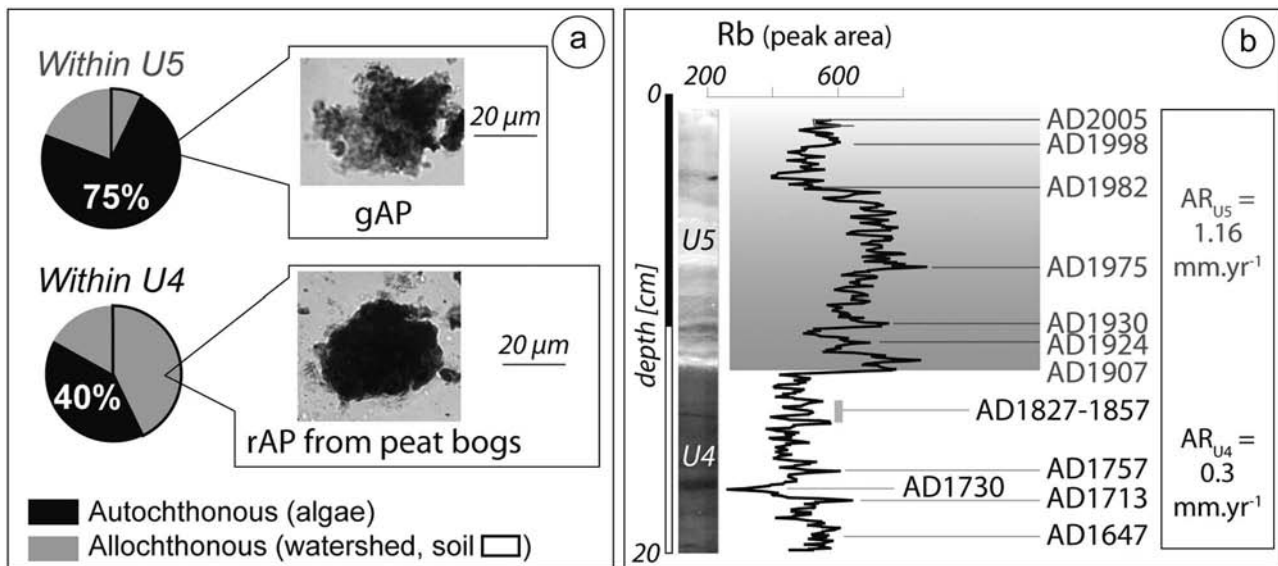 a
Within U5
75%
20 µm
gAP
Within U4
40%
20 µm
rAP from peat bogs
Autochthonous (algae)
Allochthonous (watershed, soil )
b
Rb (peak area)
200 600
0
depth [cm]
20
U5
U4
AD2005
AD1998
AD1982
AD1975
AD1930
AD1924
AD1907
AD1827-1857
AD1757
AD1730
AD1713
AD1647
ARU5 =
1.16
mm.yr-1
ARU4 =
0.3
mm.yr-1